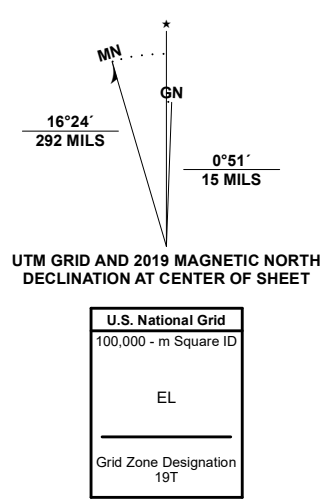 ★
MN
GN
16°24´
292 MILS
0°51´
15 MILS
UTM GRID AND 2019 MAGNETIC NORTH
DECLINATION AT CENTER OF SHEET
U.S. National Grid
100,000 - m Square ID
EL
Grid Zone Designation
19T